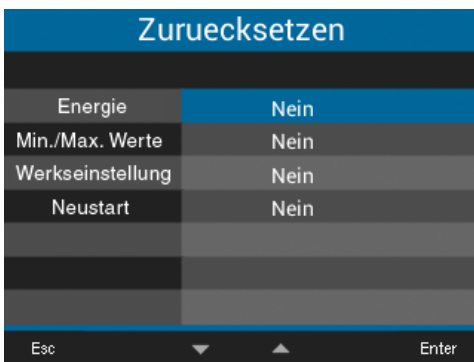 Zuruecksetzen
Energie Nein
Min./Max. Werte Nein
Werkseinstellung Nein
Neustart Nein
Esc Enter